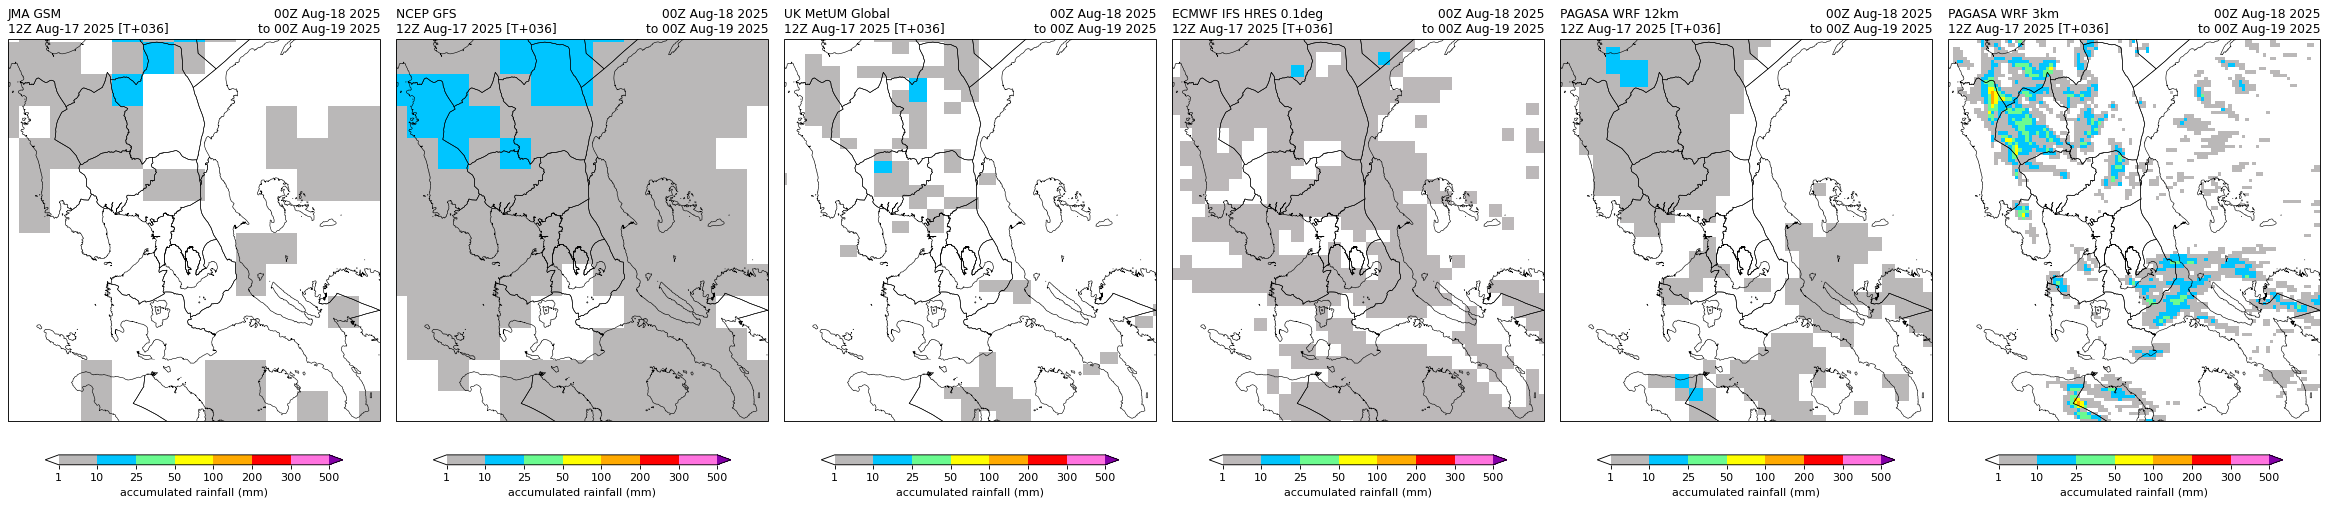 JMA GSM 00Z Aug-18 2025
12Z Aug-17 2025 [T+036] to 00Z Aug-19 2025
1 10 25 50 100 200 300 500
accumulated rainfall (mm)
NCEP GFS 00Z Aug-18 2025
12Z Aug-17 2025 [T+036] to 00Z Aug-19 2025
1 10 25 50 100 200 300 500
accumulated rainfall (mm)
UK MetUM Global 00Z Aug-18 2025
12Z Aug-17 2025 [T+036] to 00Z Aug-19 2025
1 10 25 50 100 200 300 500
accumulated rainfall (mm)
ECMWF IFS HRES 0.1deg 00Z Aug-18 2025
12Z Aug-17 2025 [T+036] to 00Z Aug-19 2025
1 10 25 50 100 200 300 500
accumulated rainfall (mm)
PAGASA WRF 12km 00Z Aug-18 2025
12Z Aug-17 2025 [T+036] to 00Z Aug-19 2025
1 10 25 50 100 200 300 500
accumulated rainfall (mm)
PAGASA WRF 3km 00Z Aug-18 2025
12Z Aug-17 2025 [T+036] to 00Z Aug-19 2025
1 10 25 50 100 200 300 500
accumulated rainfall (mm)